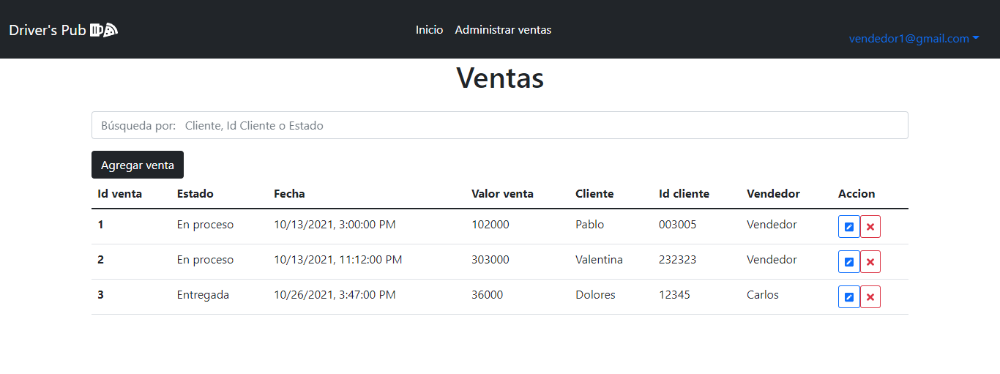 Driver's Pub
Inicio Administrar ventas
vendedor1@gmail.com
Ventas
Búsqueda por: Cliente, Id Cliente o Estado
Agregar venta
Id venta Estado Fecha Valor venta Cliente Id cliente Vendedor Accion
1 En proceso 10/13/2021, 3:00:00 PM 102000 Pablo 003005 Vendedor
2 En proceso 10/13/2021, 11:12:00 PM 303000 Valentina 232323 Vendedor
3 Entregada 10/26/2021, 3:47:00 PM 36000 Dolores 12345 Carlos